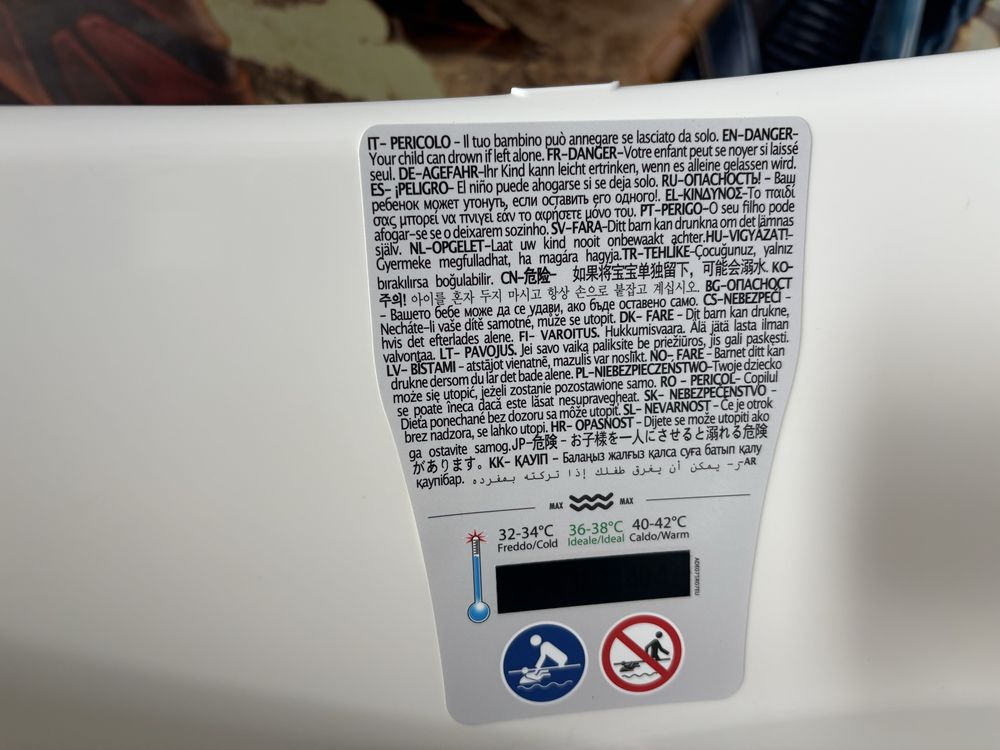 IT- PERICOLO - Il tuo bambino può annegare se lasciato da solo. EN-DANGER-
Your child can drown if left alone. FR-DANGER-Votre enfant peut se noyer si laissé
seul. DE-AGEFAHR-Ihr Kind kann leicht ertrinken, wenn es alleine gelassen wird.
ES- ¡PELIGRO- El niño puede ahogarse si se deja solo. RU-ОПАСНОСТЬ! - Ваш
ребенок может утонуть, если оставить его одного!. EL-ΚΙΝΔΥΝΟΣ-Το παιδί
σας μπορεί να πνιγεί εάν το αφήσετε μόνο του. PT-PERIGO-O seu filho pode
afogar-se se o deixarem sozinho. SV-FARA-Ditt barn kan drunkna om det lämnas
själv. NL-OPGELET-Laat uw kind nooit onbewaakt achter.HU-VIGYÁZAT!-
Gyermeke megfulladhat, ha magára hagyja.TR-TEHLİKE-Çocuğunuz, yalnız
bırakılırsa boğulabilir. CN-危险- 如果将宝宝单独留下，可能会溺水. KO-
주의! 아이를 혼자 두지 마시고 항상 손으로 붙잡고 계십시오. BG-ОПАСНОСТ
- Вашето бебе може да се удави, ако бъде оставено само. CS-NEBEZPEČÍ -
Necháte-li vaše dítě samotné, může se utopit. DK- FARE - Dit barn kan drukne,
hvis det efterlades alene. FI- VAROITUS. Hukkumisvaara. Älä jätä lasta ilman
valvontaa. LT- PAVOJUS. Jei savo vaiką paliksite be priežiūros, jis gali paskęsti.
LV- BĪSTAMI - atstājot vienatnē, mazulis var noslīkt. NO- FARE - Barnet ditt kan
drukne dersom du lar det bade alene. PL-NIEBEZPIECZEŃSTWO-Twoje dziecko
może się utopić, jeżeli zostanie pozostawione samo. RO - PERICOL- Copilul
se poate îneca dacă este lăsat nesupravegheat. SK- NEBEZPEČENSTVO -
Dieťa ponechané bez dozoru sa môže utopiť. SL- NEVARNOST - Če je otrok
brez nadzora, se lahko utopi. HR- OPASNOST - Dijete se može utopiti ako
ga ostavite samog.JP-危険 - お子様を一人にさせると溺れる危険
があります。KK- ҚАУІП - Балаңыз жалғыз қалса суға батып қалу
қаупібар. AR-ر - يمكن أن يغرق طفلك إذا تركته بمفرده
MAX MAX
32-34°C 36-38°C 40-42°C
Freddo/Cold Ideale/Ideal Caldo/Warm